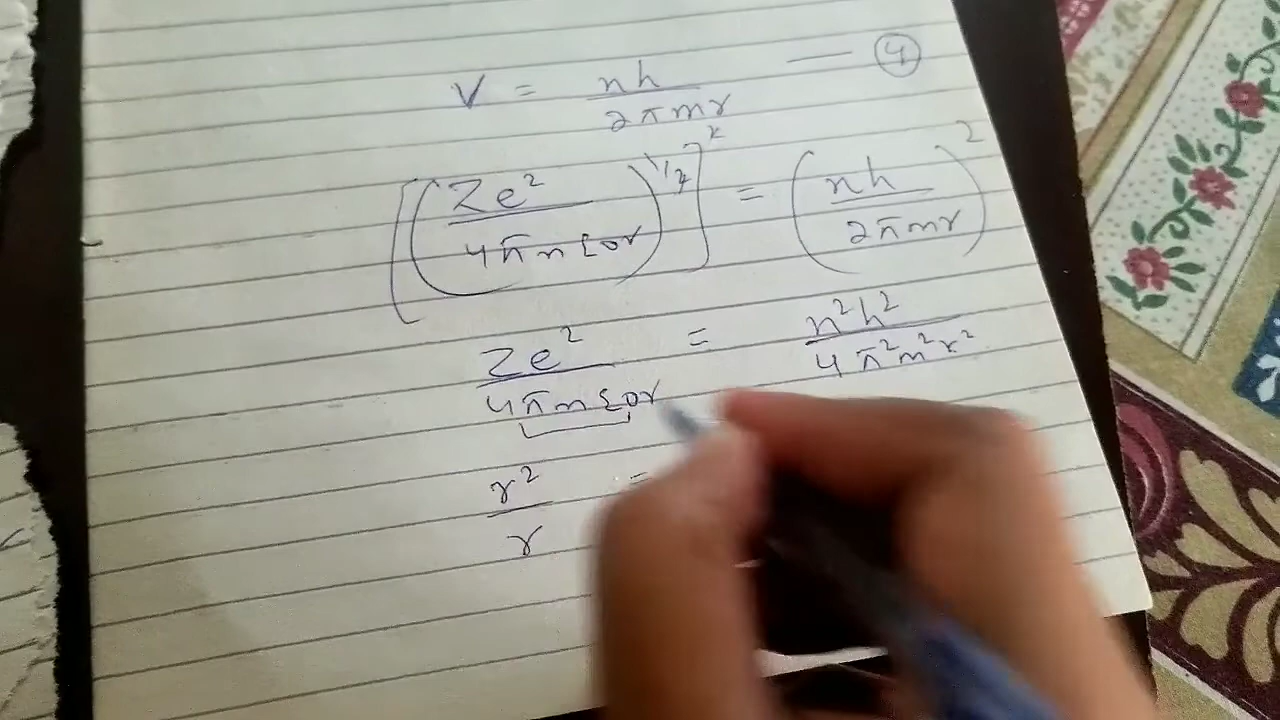 V = nh / 2πmr — ④
[(Ze² / 4πmε0r)^1/2]² = (nh / 2πmr)²
Ze² / 4πmε0r = n²h² / 4π²m²r²
r² / r =